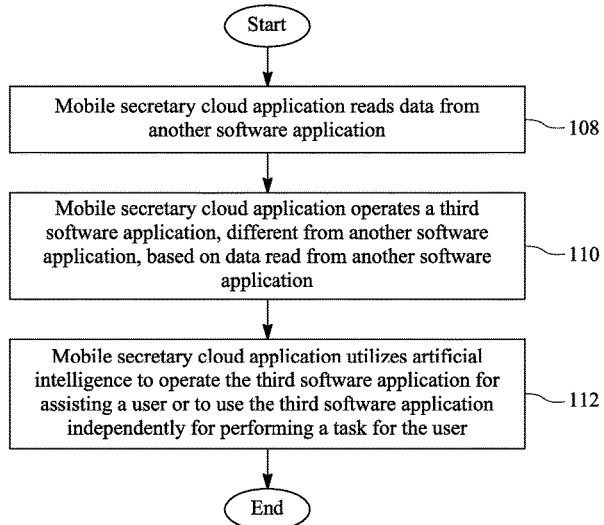 Start
Mobile secretary cloud application reads data from
another software application
108
Mobile secretary cloud application operates a third
software application, different from another software
application, based on data read from another software
application
110
Mobile secretary cloud application utilizes artificial
intelligence to operate the third software application for
assisting a user or to use the third software application
independently for performing a task for the user
112
End